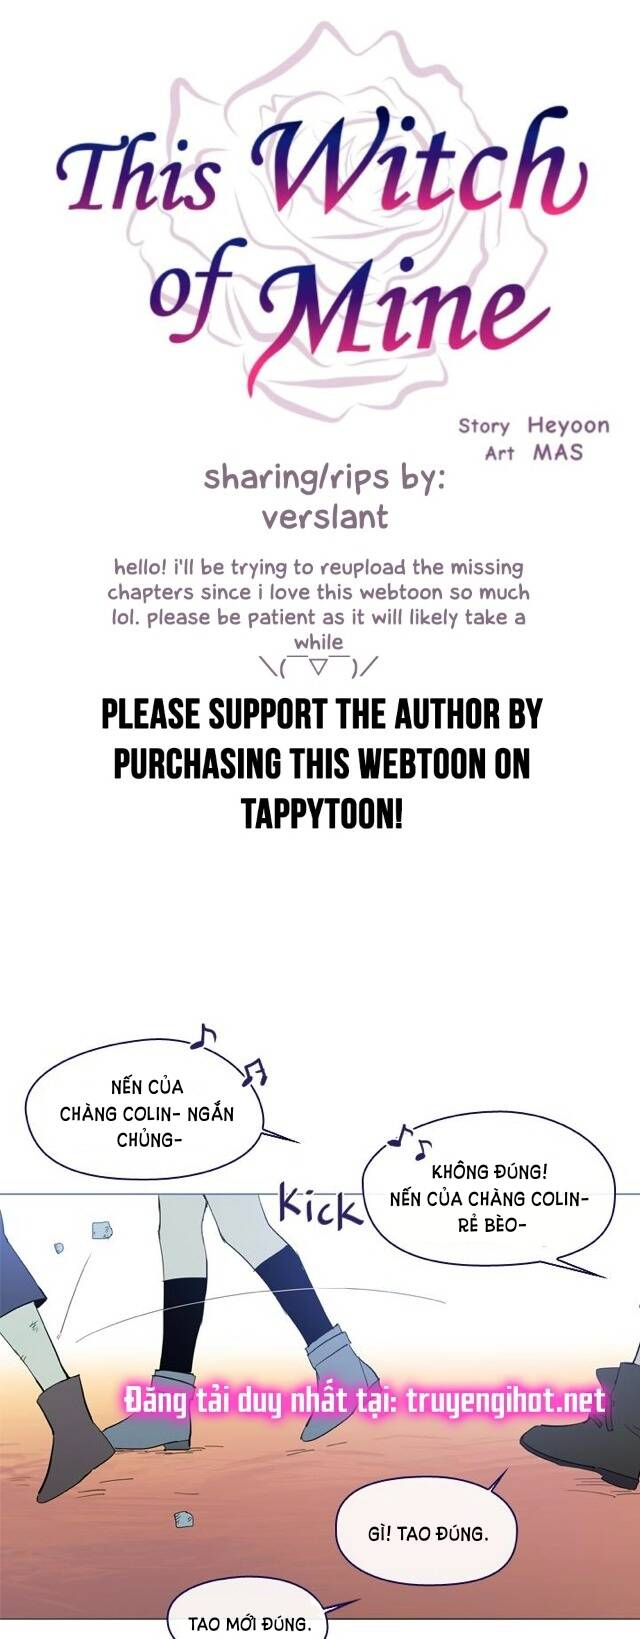 This Witch
of Mine
Story Heyoon
Art MAS
sharing/rips by:
verslant
hello! i'll be trying to reupload the missing
chapters since i love this webtoon so much
lol. please be patient as it will likely take a
while
\(￣▽￣)/
PLEASE SUPPORT THE AUTHOR BY
PURCHASING THIS WEBTOON ON
TAPPYTOON!
NẾN CỦA
CHÀNG COLIN- NGẮN
CHỦNG-
KHÔNG ĐÚNG!
NẾN CỦA CHÀNG COLIN-
RẺ BÈO-
Kick
Đăng tải duy nhất tại: truyengihot.net
GÌ! TAO ĐÚNG.
TAO MỚI ĐÚNG.